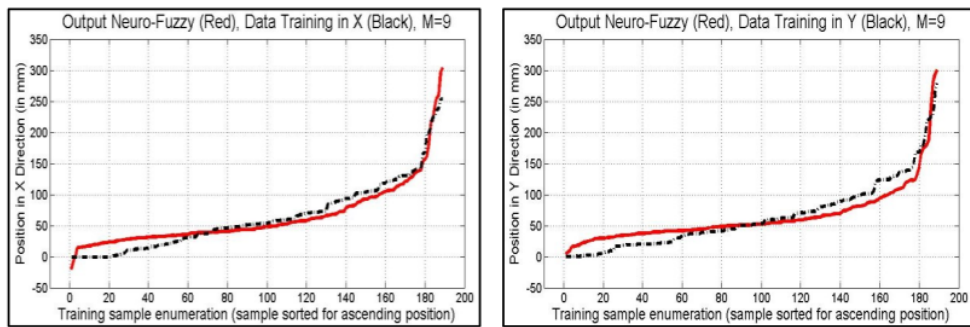 Output Neuro-Fuzzy (Red), Data Training in X (Black), M=9
350
300
250
200
150
100
50
0
-50
Position in X Direction (in mm)
0 20 40 60 80 100 120 140 160 180 200
Training sample enumeration (sample sorted for ascending position)
Output Neuro-Fuzzy (Red), Data Training in Y (Black), M=9
350
300
250
200
150
100
50
0
-50
Position in Y Direction (in mm)
0 20 40 60 80 100 120 140 160 180 200
Training sample enumeration (sample sorted for ascending position)